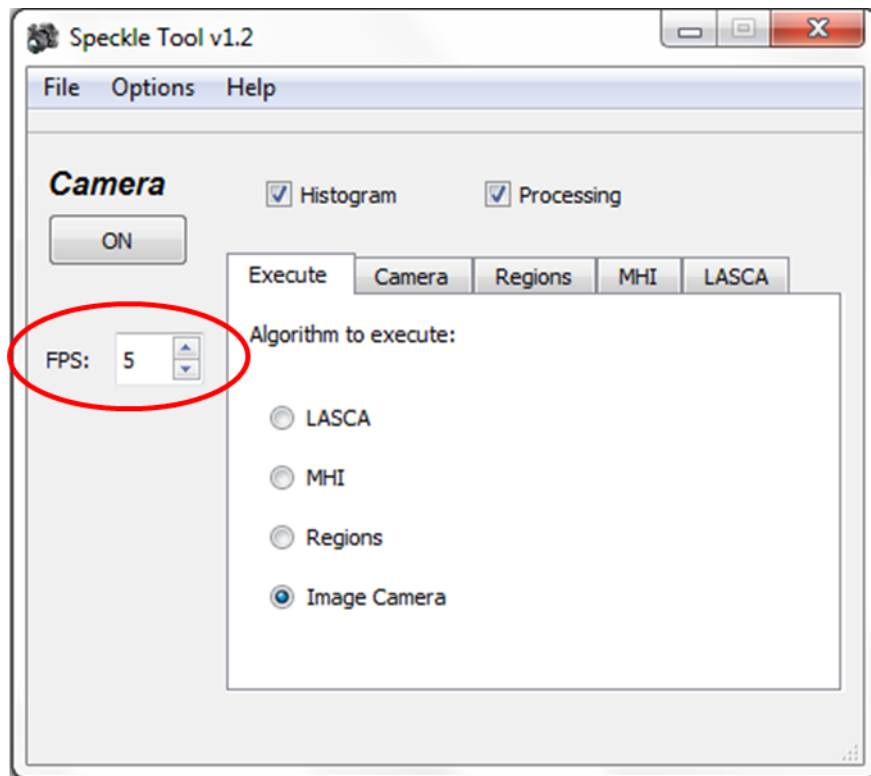 Speckle Tool v1.2
File Options Help
Camera
Histogram Processing
ON
Execute Camera Regions MHI LASCA
FPS: 5
Algorithm to execute:
LASCA
MHI
Regions
Image Camera